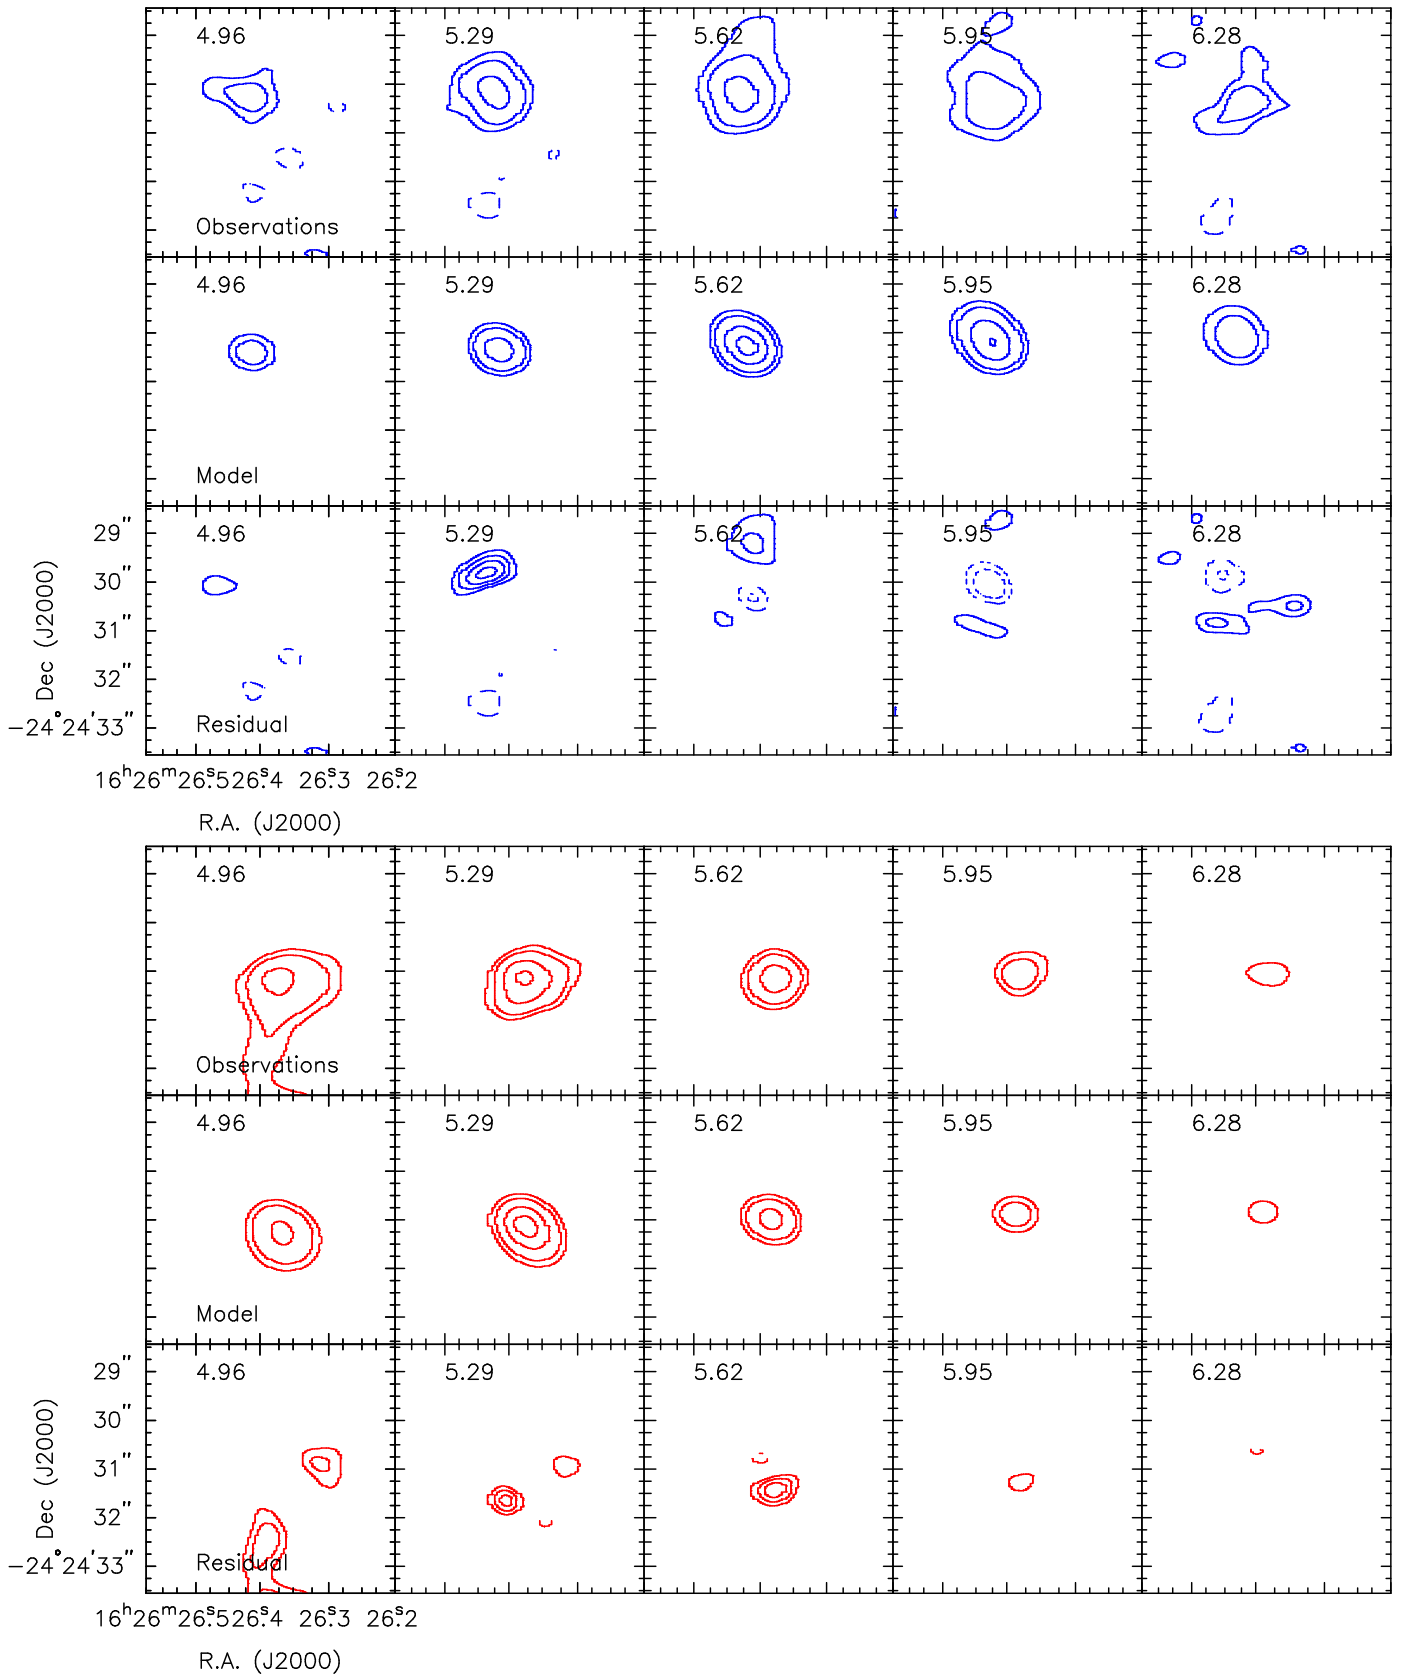 4.96 5.29 5.62 5.95 6.28
Observations
4.96 5.29 5.62 5.95 6.28
Model
4.96 5.29 5.62 5.95 6.28
29"
30"
31"
32"
−24°24'33"
Dec (J2000)
Residual
16h26m26s.5 26s.4 26s.3 26s.2
R.A. (J2000)
4.96 5.29 5.62 5.95 6.28
Observations
4.96 5.29 5.62 5.95 6.28
Model
4.96 5.29 5.62 5.95 6.28
29"
30"
31"
32"
−24°24'33"
Dec (J2000)
Residual
16h26m26s.5 26s.4 26s.3 26s.2
R.A. (J2000)